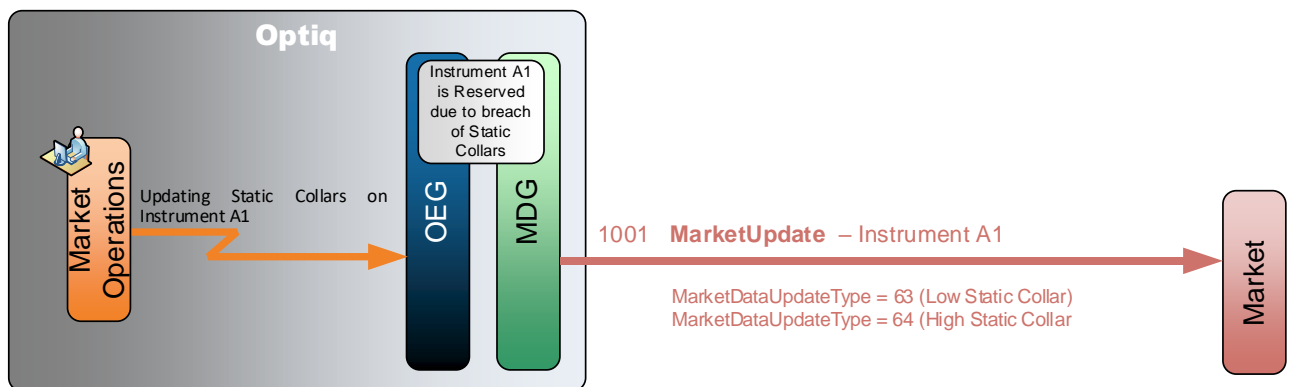 Optiq
Instrument A1
is Reserved
due to breach
of Static
Collars
Market
Operations
Updating Static Collars on
Instrument A1
OEG
MDG
1001 MarketUpdate – Instrument A1
MarketDataUpdateType = 63 (Low Static Collar)
MarketDataUpdateType = 64 (High Static Collar
Market